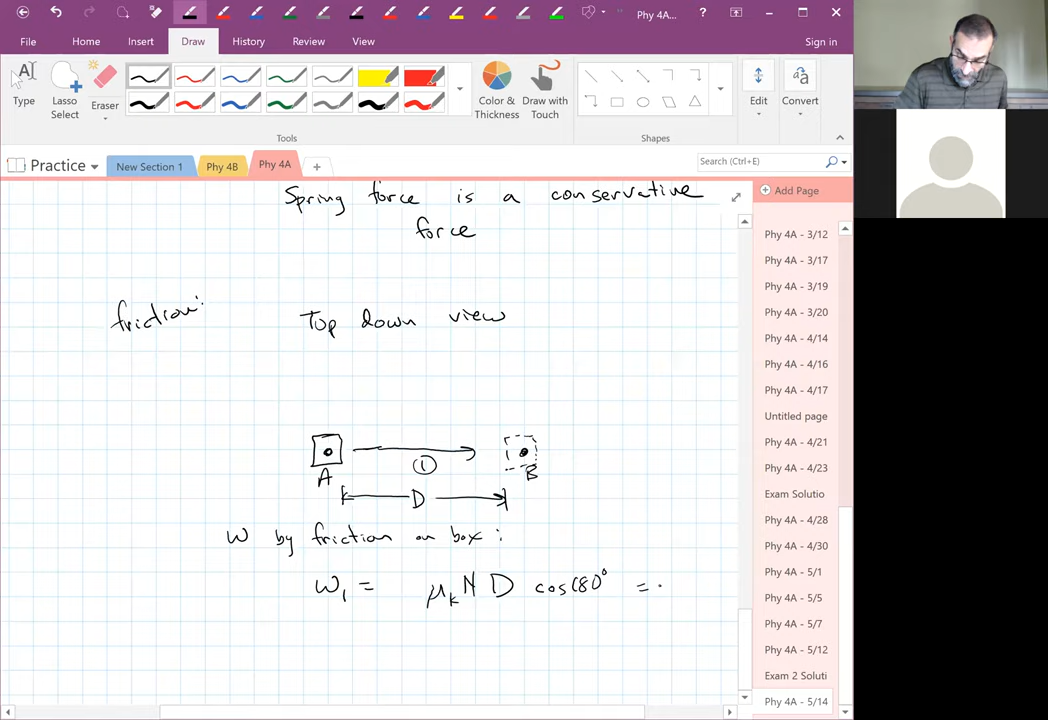 Phy 4A...
?
File
Home
Insert
Draw
History
Review
View
Sign in
Type
Lasso
Select
Eraser
Color &
Thickness
Draw with
Touch
Edit
Convert
Tools
Shapes
Practice
New Section 1
Phy 4B
Phy 4A
+
Search (Ctrl+E)
Add Page
Phy 4A - 3/12
Phy 4A - 3/17
Phy 4A - 3/19
Phy 4A - 3/20
Phy 4A - 4/14
Phy 4A - 4/16
Phy 4A - 4/17
Untitled page
Phy 4A - 4/21
Phy 4A - 4/23
Exam Solutio
Phy 4A - 4/28
Phy 4A - 4/30
Phy 4A - 5/1
Phy 4A - 5/5
Phy 4A - 5/7
Phy 4A - 5/12
Exam 2 Soluti
Phy 4A - 5/14
Spring force is a conservative
force
friction: Top down view
①
A B
D
W by friction on box :
W₁ = μₖ N D cos180° =